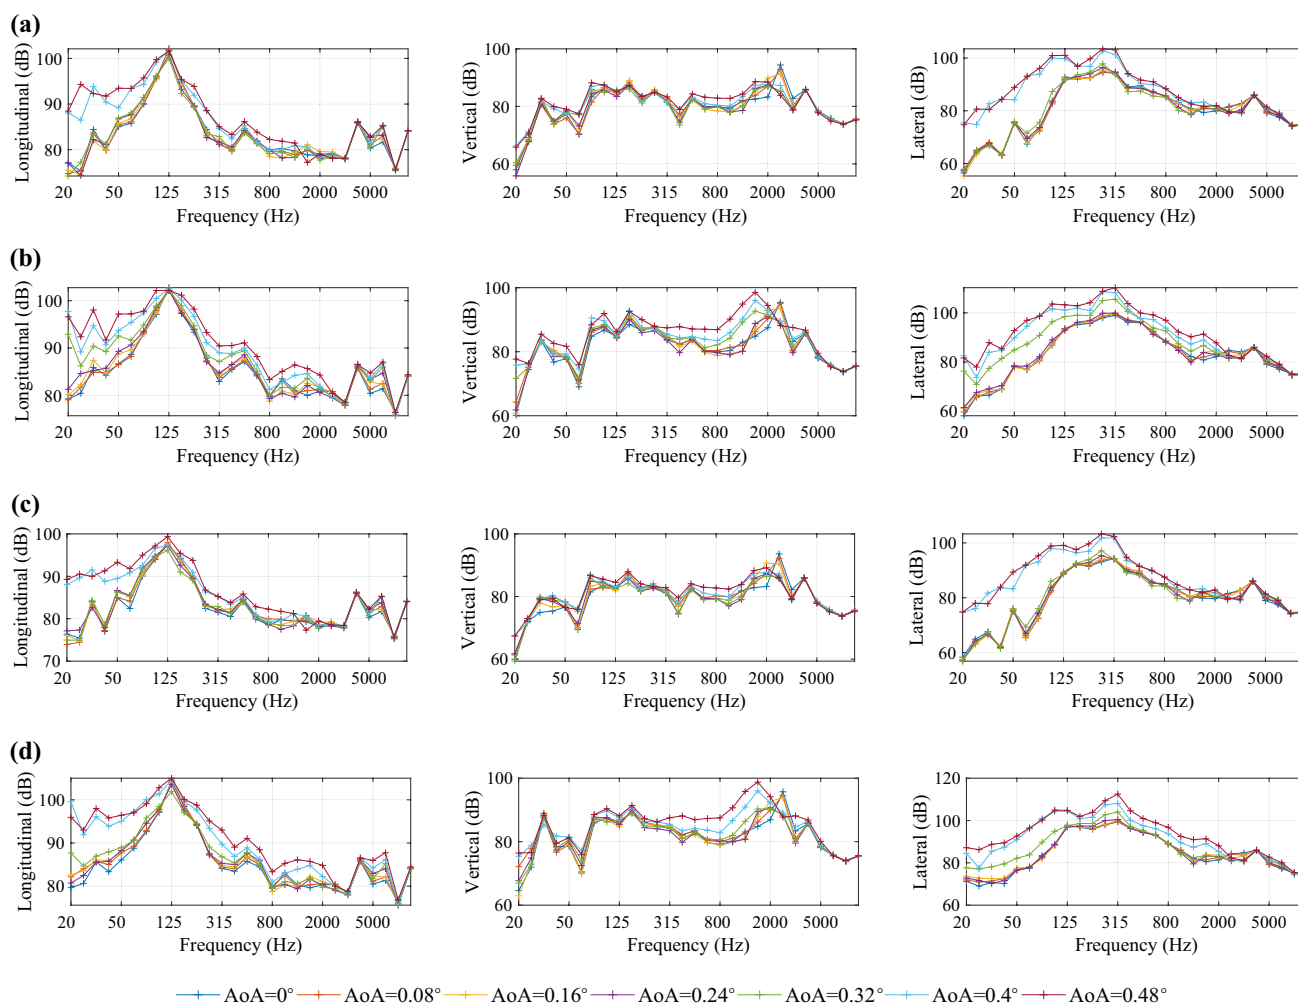 (a)
Longitudinal (dB)
100
90
80
20 50 125 315 800 2000 5000
Frequency (Hz)
Vertical (dB)
100
80
60
20 50 125 315 800 2000 5000
Frequency (Hz)
Lateral (dB)
100
80
60
20 50 125 315 800 2000 5000
Frequency (Hz)
(b)
Longitudinal (dB)
100
90
80
20 50 125 315 800 2000 5000
Frequency (Hz)
Vertical (dB)
100
80
60
20 50 125 315 800 2000 5000
Frequency (Hz)
Lateral (dB)
100
80
60
20 50 125 315 800 2000 5000
Frequency (Hz)
(c)
Longitudinal (dB)
100
90
80
70
20 50 125 315 800 2000 5000
Frequency (Hz)
Vertical (dB)
100
80
60
20 50 125 315 800 2000 5000
Frequency (Hz)
Lateral (dB)
100
80
60
20 50 125 315 800 2000 5000
Frequency (Hz)
(d)
Longitudinal (dB)
100
90
80
20 50 125 315 800 2000 5000
Frequency (Hz)
Vertical (dB)
100
80
60
20 50 125 315 800 2000 5000
Frequency (Hz)
Lateral (dB)
120
100
80
60
20 50 125 315 800 2000 5000
Frequency (Hz)
AoA=0° AoA=0.08° AoA=0.16° AoA=0.24° AoA=0.32° AoA=0.4° AoA=0.48°